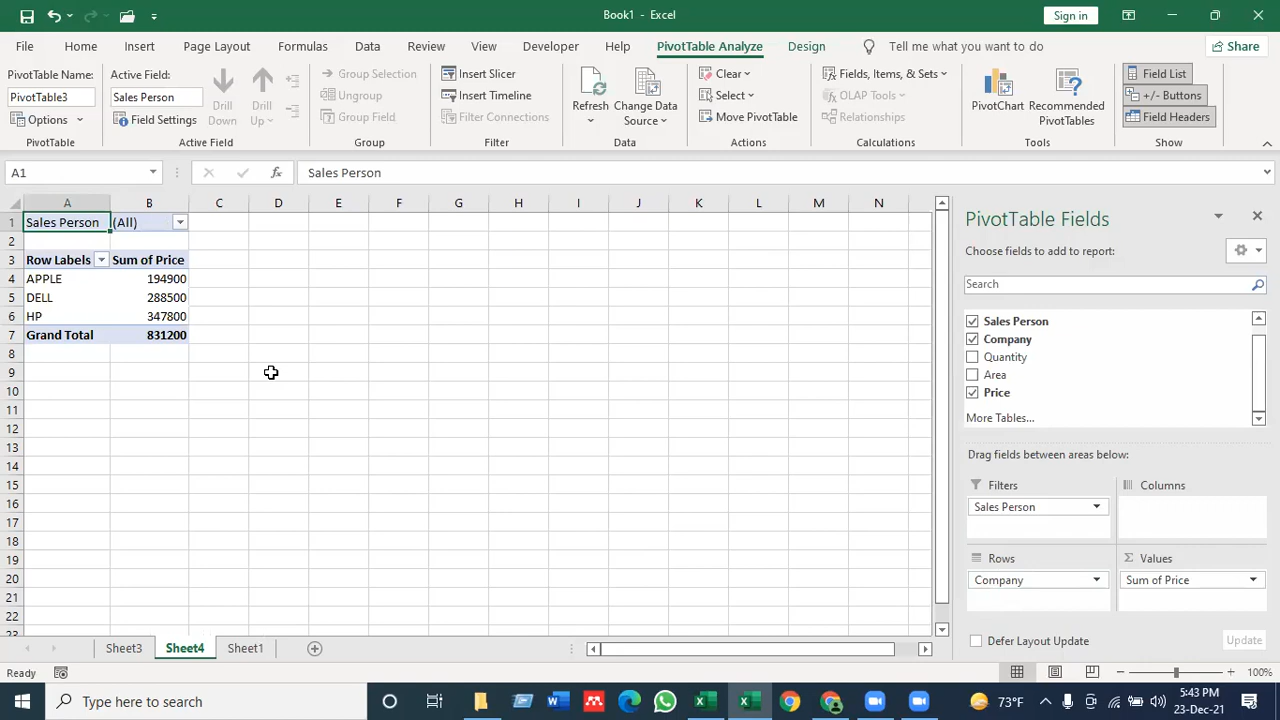 Book1 - Excel
Sign in
File Home Insert Page Layout Formulas Data Review View Developer Help PivotTable Analyze Design Tell me what you want to do Share
PivotTable Name:
PivotTable3
Options
PivotTable
Active Field:
Sales Person
Field Settings
Drill Down
Drill Up
Active Field
Group Selection
Ungroup
Group Field
Group
Insert Slicer
Insert Timeline
Filter Connections
Filter
Refresh
Change Data Source
Data
Clear
Select
Move PivotTable
Actions
Fields, Items, & Sets
OLAP Tools
Relationships
Calculations
PivotChart
Recommended PivotTables
Tools
Field List
+/- Buttons
Field Headers
Show
A1 fx Sales Person
A B C D E F G H I J K L M N
1 Sales Person (All)
2
3 Row Labels Sum of Price
4 APPLE 194900
5 DELL 288500
6 HP 347800
7 Grand Total 831200
8
9
10
11
12
13
14
15
16
17
18
19
20
21
22
23
PivotTable Fields
Choose fields to add to report:
Search
Sales Person
Company
Quantity
Area
Price
More Tables...
Drag fields between areas below:
Filters
Sales Person
Columns
Rows
Company
Σ Values
Sum of Price
Defer Layout Update
Update
Sheet3 Sheet4 Sheet1
Ready
100%
Type here to search
73°F
5:43 PM
23-Dec-21